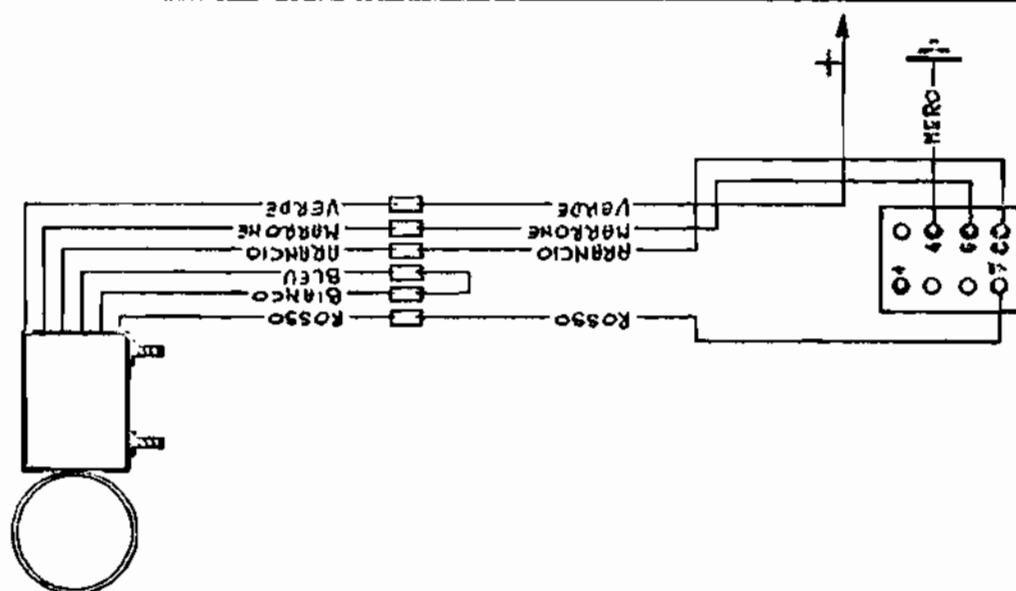 +
NERO
VERDE VERDE
MARRONE MARRONE
ARANCIO ARANCIO
BLEU
BIANCO
ROSSO ROSSO